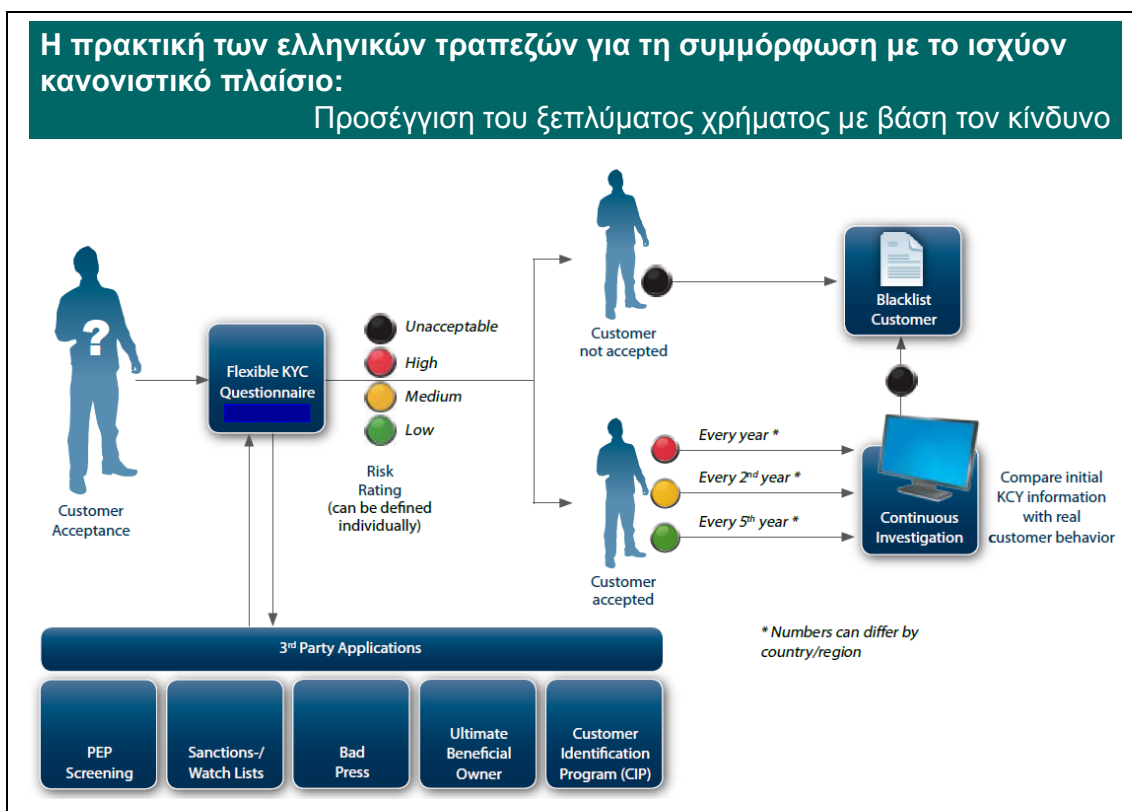 Η πρακτική των ελληνικών τραπεζών για τη συμμόρφωση με το ισχύον
κανονιστικό πλαίσιο:
Προσέγγιση του ξεπλύματος χρήματος με βάση τον κίνδυνο
?
Customer
Acceptance
Flexible KYC
Questionnaire
Unacceptable
High
Medium
Low
Risk
Rating
(can be defined
individually)
Customer
not accepted
Blacklist
Customer
Customer
accepted
Every year *
Every 2nd year *
Every 5th year *
Continuous
Investigation
Compare initial
KCY information
with real
customer behavior
* Numbers can differ by
country/region
3rd Party Applications
PEP
Screening
Sanctions-/
Watch Lists
Bad
Press
Ultimate
Beneficial
Owner
Customer
Identification
Program (CIP)